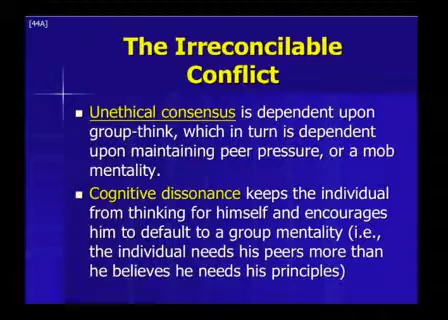 [44A]
The Irreconcilable
Conflict
Unethical consensus is dependent upon
group-think, which in turn is dependent
upon maintaining peer pressure, or a mob
mentality.
Cognitive dissonance keeps the individual
from thinking for himself and encourages
him to default to a group mentality (i.e.,
the individual needs his peers more than
he believes he needs his principles)